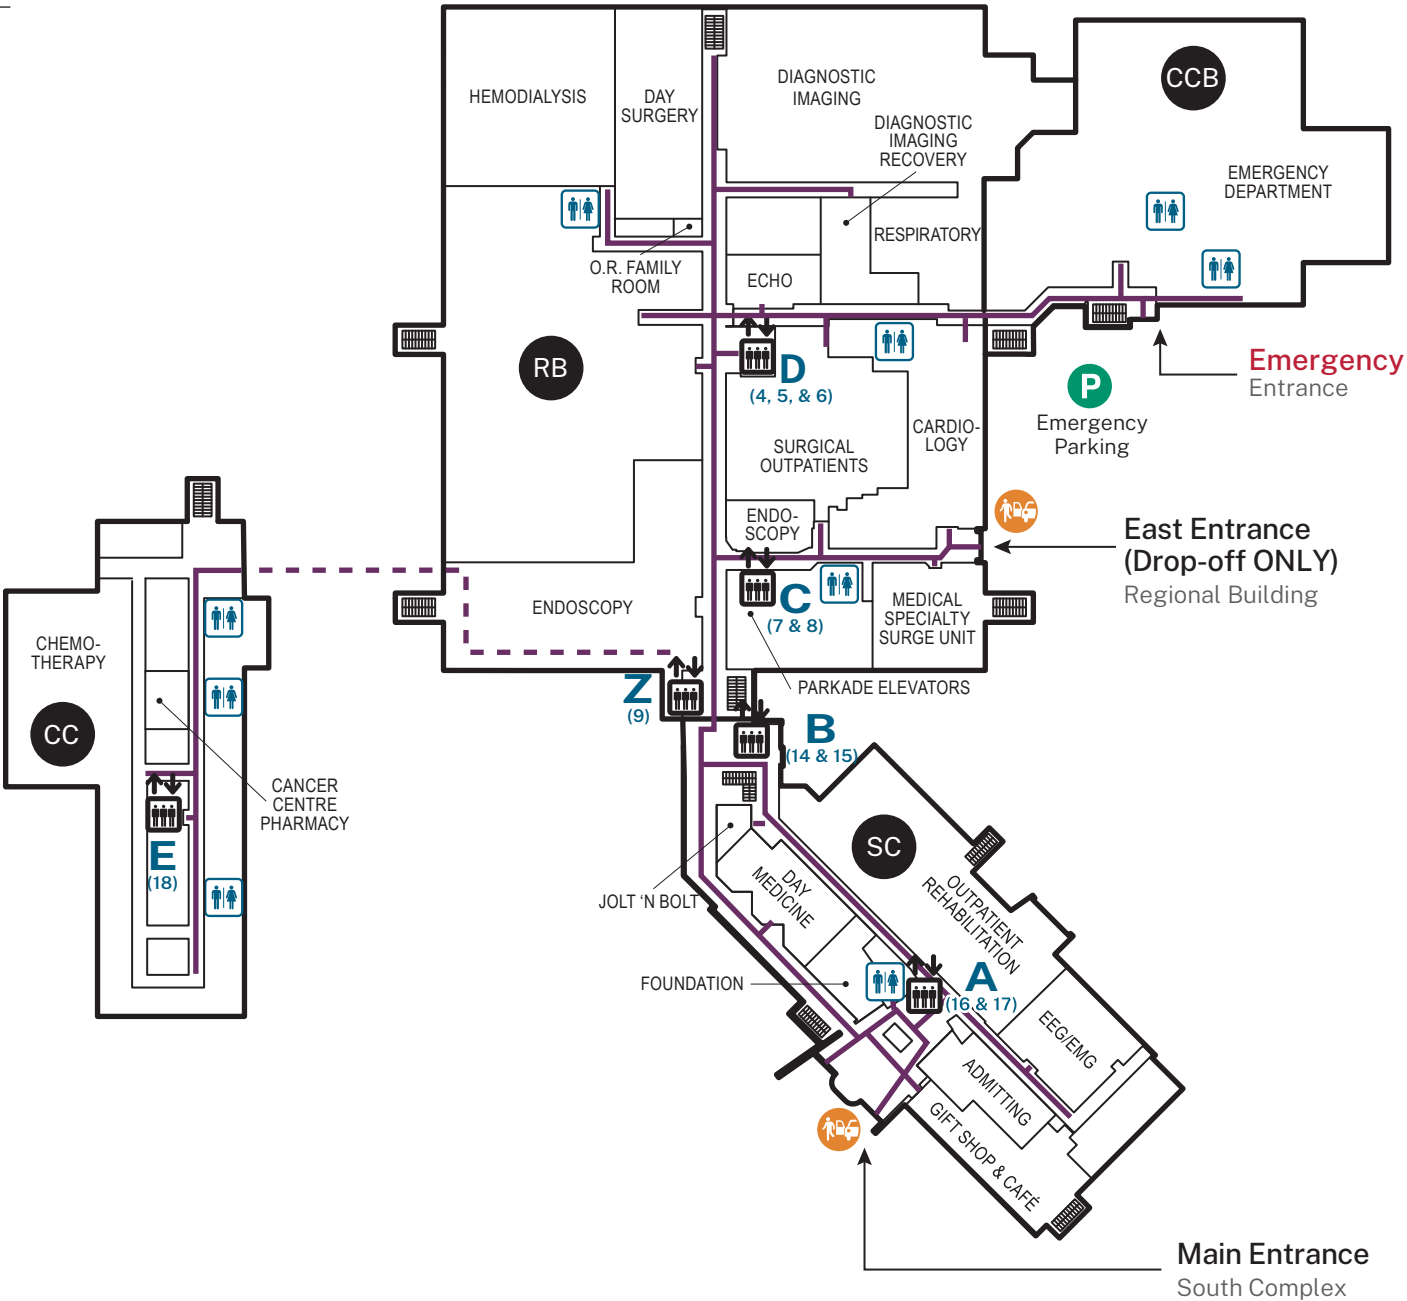 HEMODIALYSIS
DAY
SURGERY
DIAGNOSTIC
IMAGING
DIAGNOSTIC
IMAGING
RECOVERY
CCB
EMERGENCY
DEPARTMENT
RESPIRATORY
O.R. FAMILY
ROOM
ECHO
RB
D
(4, 5, & 6)
P
Emergency
Parking
Emergency
Entrance
CARDIO-
LOGY
SURGICAL
OUTPATIENTS
ENDO-
SCOPY
East Entrance
(Drop-off ONLY)
Regional Building
ENDOSCOPY
C
(7 & 8)
MEDICAL
SPECIALTY
SURGE UNIT
PARKADE ELEVATORS
CHEMO-
THERAPY
CC
Z
(9)
B
(14 & 15)
CANCER
CENTRE
PHARMACY
E
(18)
SC
JOLT ‘N BOLT
DAY
MEDICINE
OUTPATIENT
REHABILITATION
FOUNDATION
A
(16 & 17)
EEG/EMG
ADMITTING
GIFT SHOP & CAFÉ
Main Entrance
South Complex